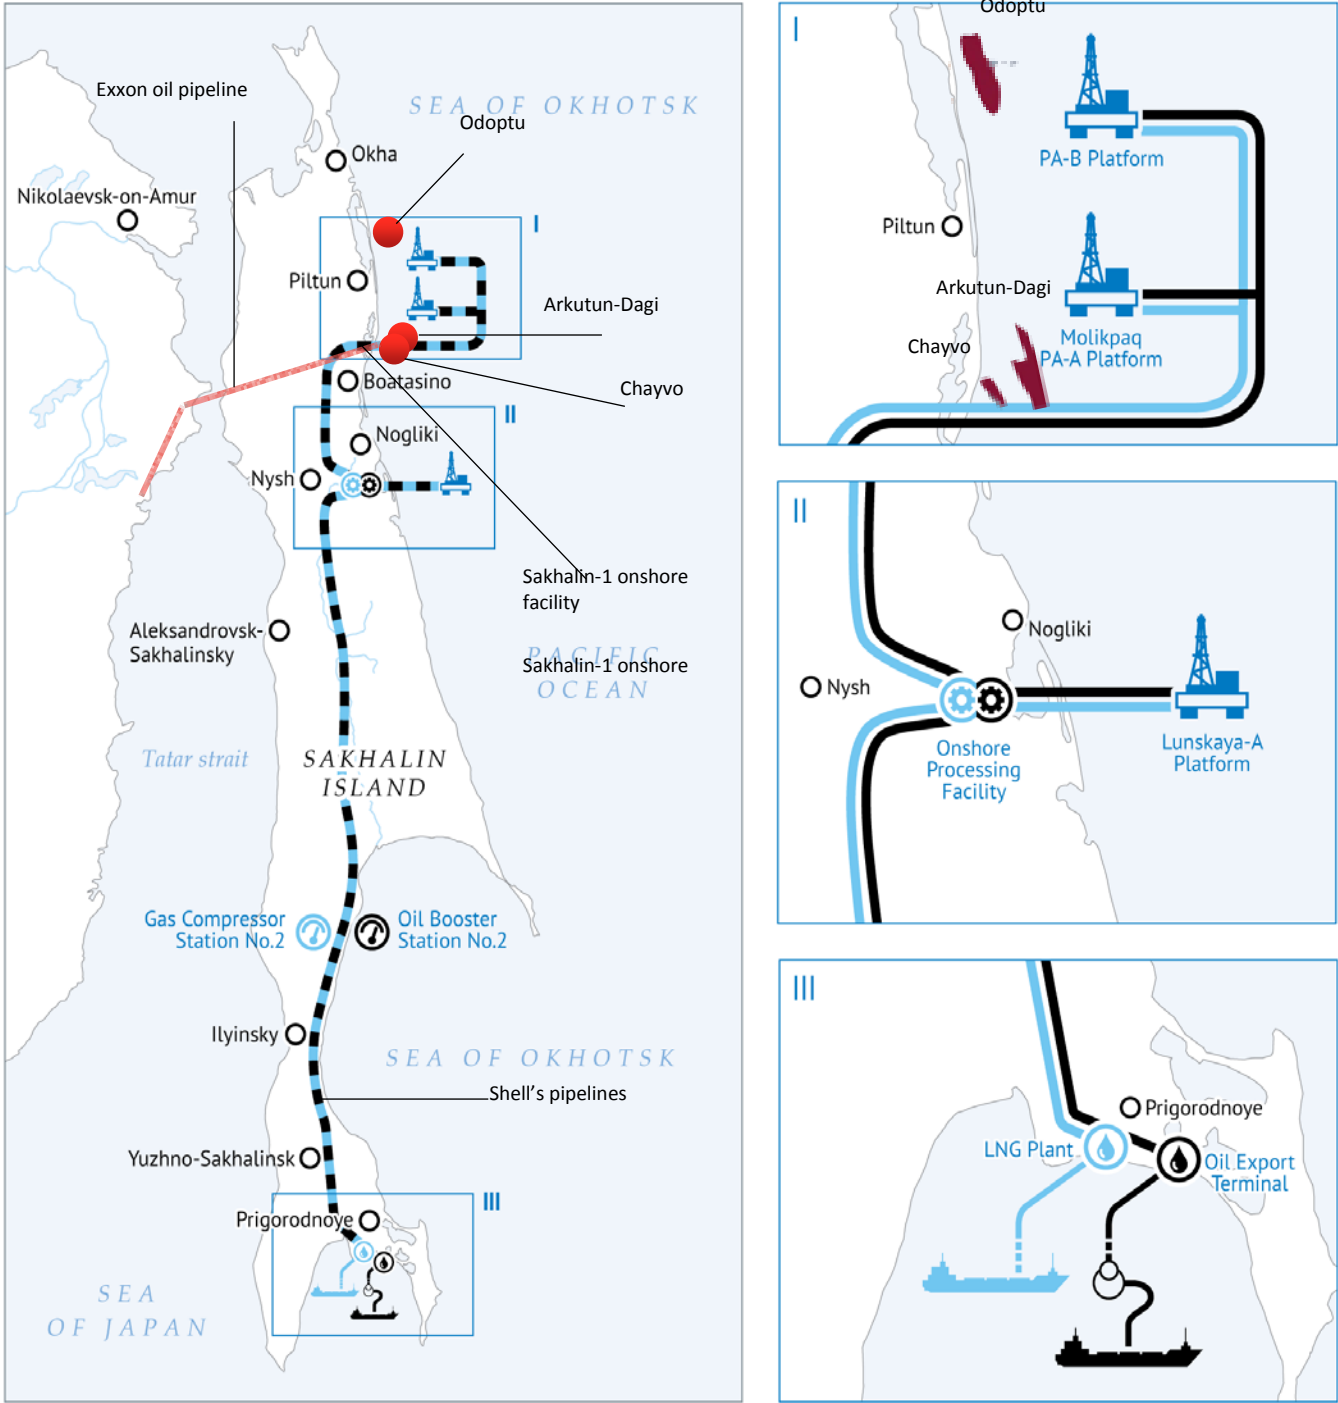 Exxon oil pipeline
SEA OF OKHOTSK
Odoptu
Okha
Nikolaevsk-on-Amur
I
Piltun
Arkutun-Dagi
Boatasino
Chayvo
II
Nogliki
Nysh
Sakhalin-1 onshore
facility
Aleksandrovsk-
Sakhalinsky
PACIFIC
OCEAN
Sakhalin-1 onshore
Tatar strait
SAKHALIN
ISLAND
Gas Compressor
Station No.2
Oil Booster
Station No.2
Ilyinsky
SEA OF OKHOTSK
Shell's pipelines
Yuzhno-Sakhalinsk
III
Prigorodnoye
SEA
OF JAPAN
Odoptu
I
PA-B Platform
Piltun
Arkutun-Dagi
Molikpaq
PA-A Platform
Chayvo
II
Nogliki
Nysh
Onshore
Processing
Facility
Lunskaya-A
Platform
III
Prigorodnoye
LNG Plant
Oil Export
Terminal